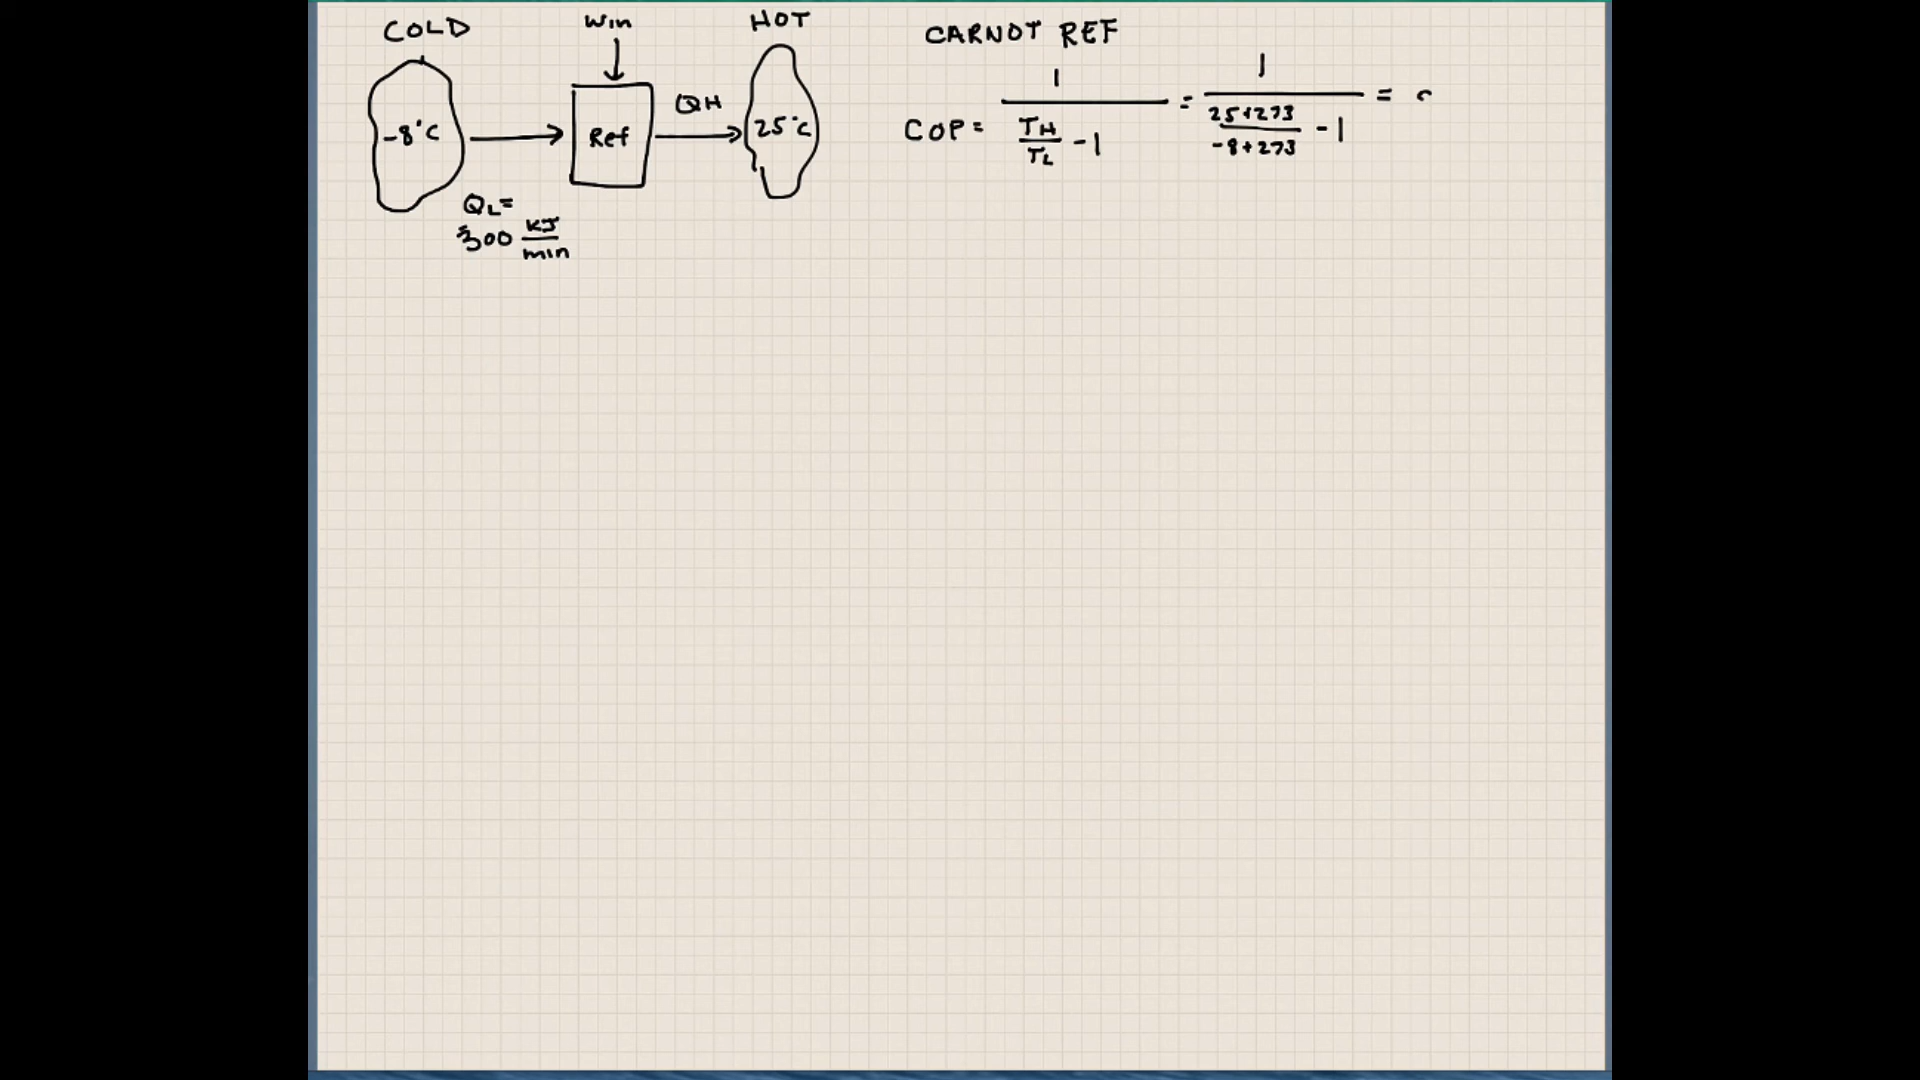 COLD
Win
HOT
-8°C
Ref
QH
25°C
QL=
300 kJ/min
CARNOT REF
COP = 1/(TH/TL - 1) = 1/((25+273)/(-8+273) - 1) =